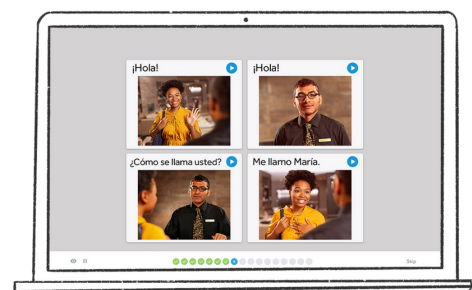 ¡Hola!
¡Hola!
¿Cómo se llama usted?
Me llamo María.
Skip